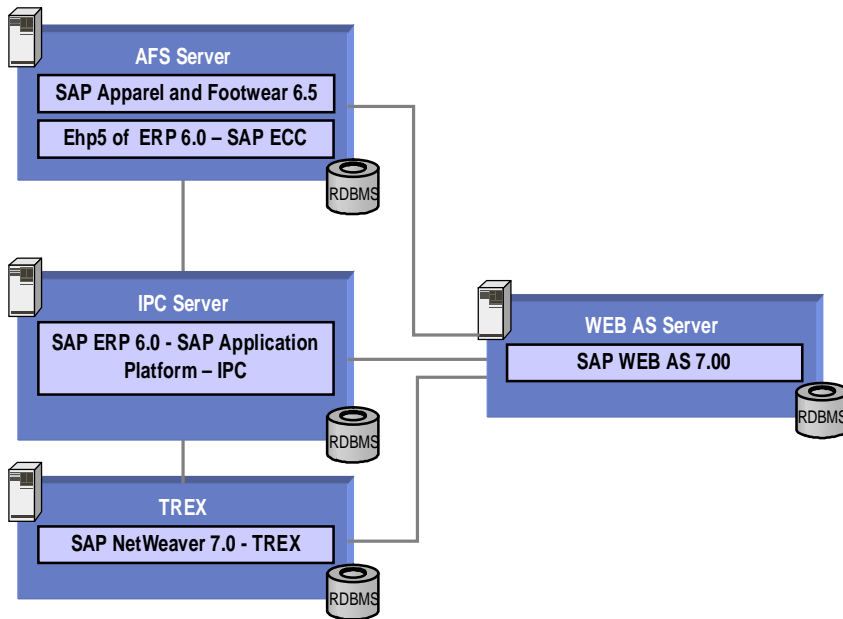 AFS Server
SAP Apparel and Footwear 6.5
Ehp5 of ERP 6.0 – SAP ECC
RDBMS
IPC Server
SAP ERP 6.0 - SAP Application
Platform – IPC
RDBMS
WEB AS Server
SAP WEB AS 7.00
RDBMS
TREX
SAP NetWeaver 7.0 - TREX
RDBMS